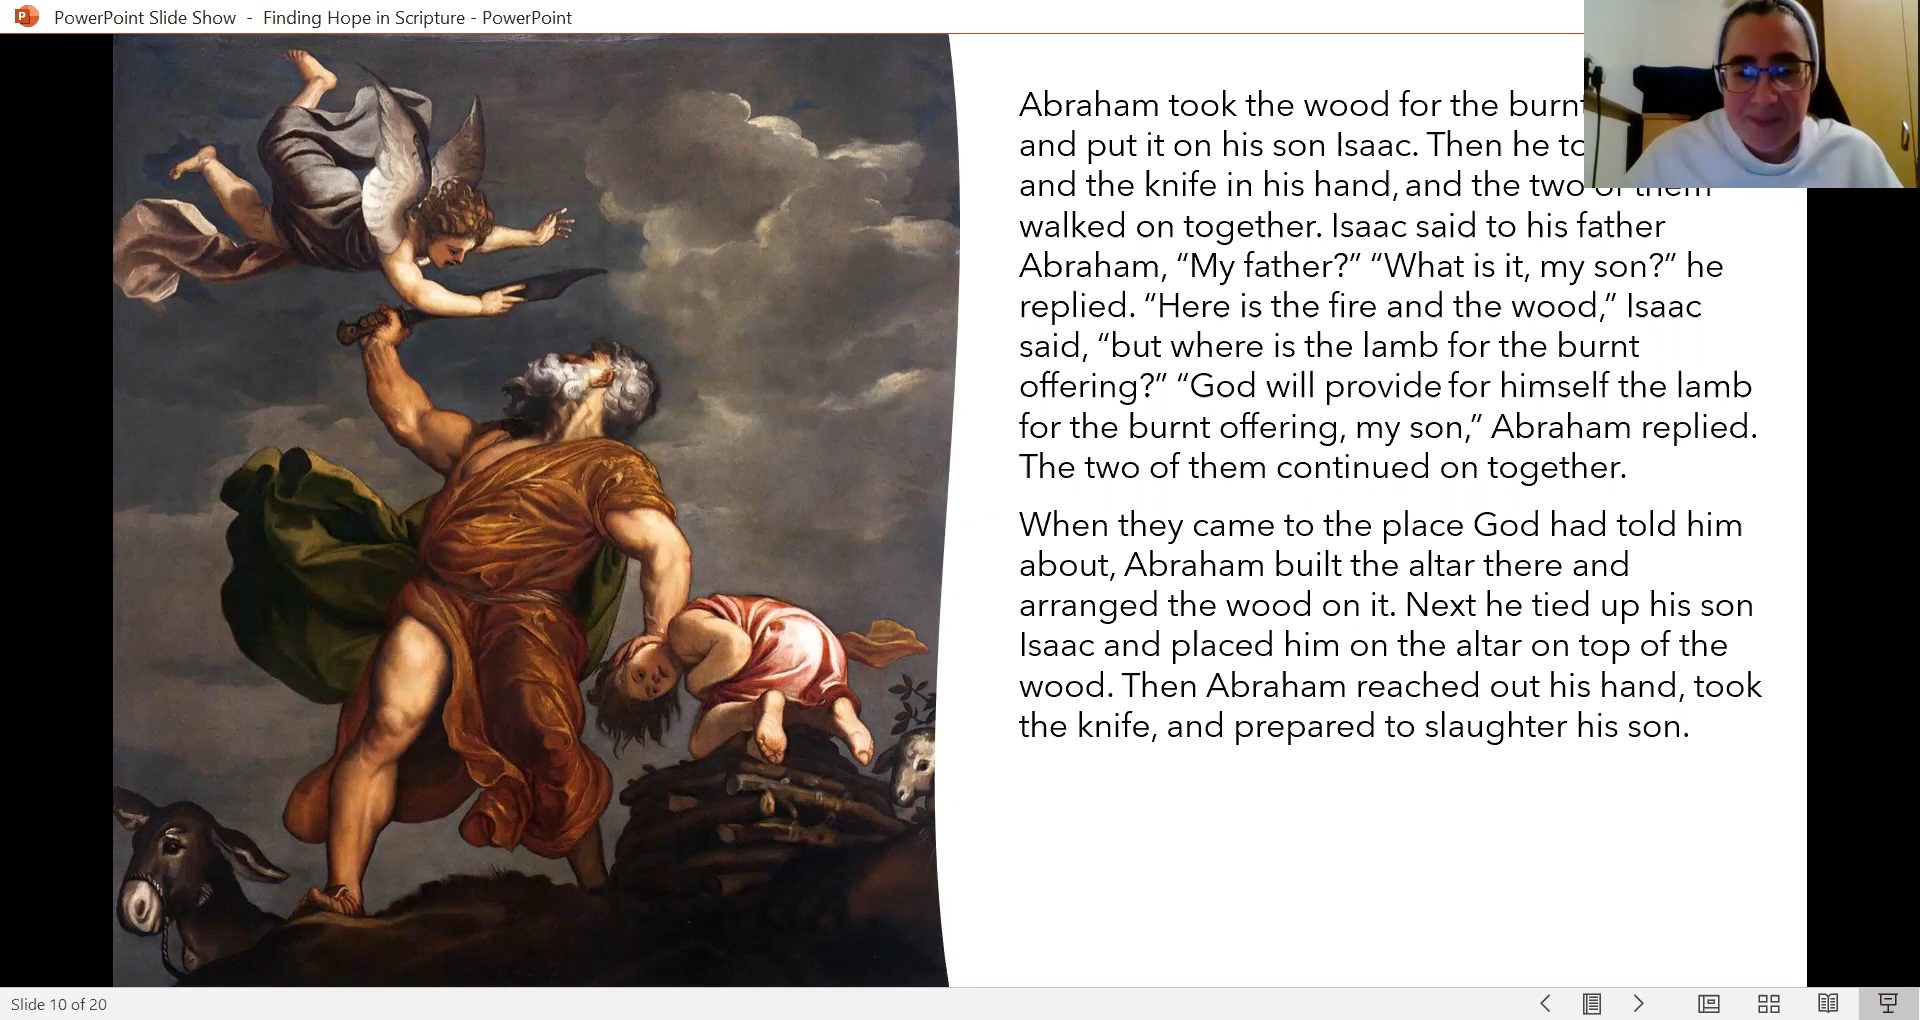 PowerPoint Slide Show - Finding Hope in Scripture - PowerPoint
Abraham took the wood for the burnt
and put it on his son Isaac. Then he
and the knife in his hand, and the two of them
walked on together. Isaac said to his father
Abraham, “My father?” “What is it, my son?” he
replied. “Here is the fire and the wood,” Isaac
said, “but where is the lamb for the burnt
offering?” “God will provide for himself the lamb
for the burnt offering, my son,” Abraham replied.
The two of them continued on together.
When they came to the place God had told him
about, Abraham built the altar there and
arranged the wood on it. Next he tied up his son
Isaac and placed him on the altar on top of the
wood. Then Abraham reached out his hand, took
the knife, and prepared to slaughter his son.
Slide 10 of 20